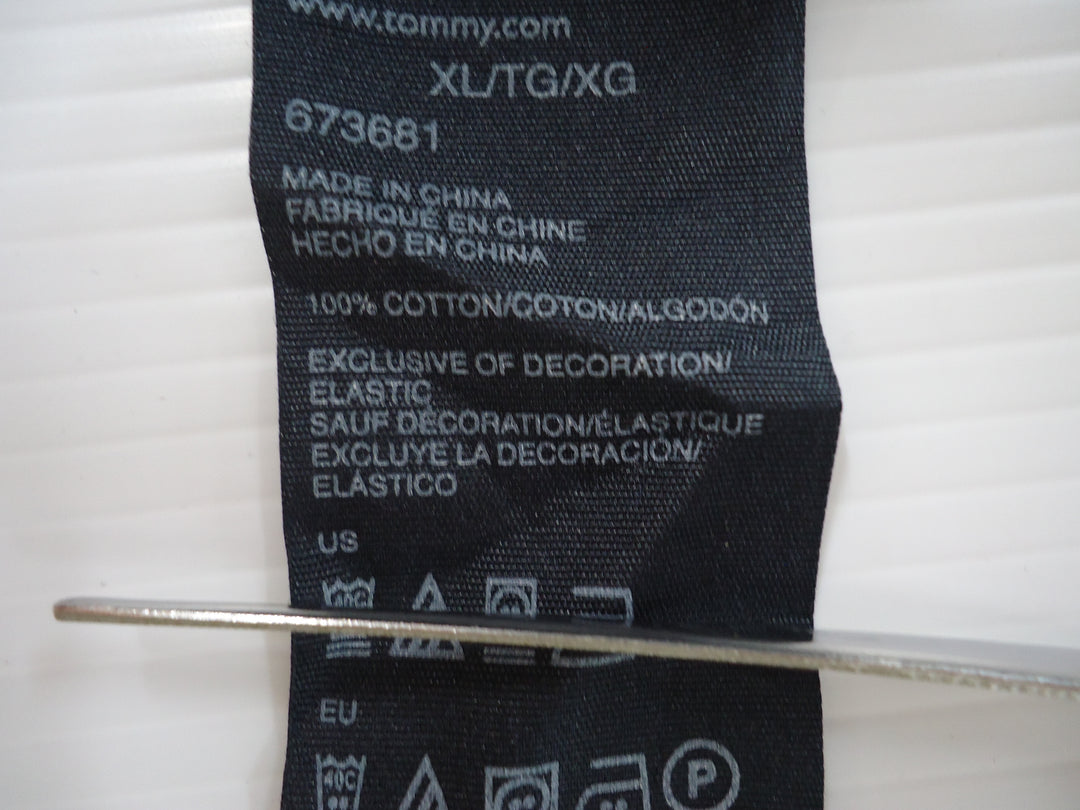 www.tommy.com
XL/TG/XG
673681
MADE IN CHINA
FABRIQUÉ EN CHINE
HECHO EN CHINA
100% COTTON/COTON/ALGODÓN
EXCLUSIVE OF DECORATION/
ELASTIC
SAUF DÉCORATION/ÉLASTIQUE
EXCLUYE LA DECORACIÓN/
ELÁSTICO
US
EU
40C
P